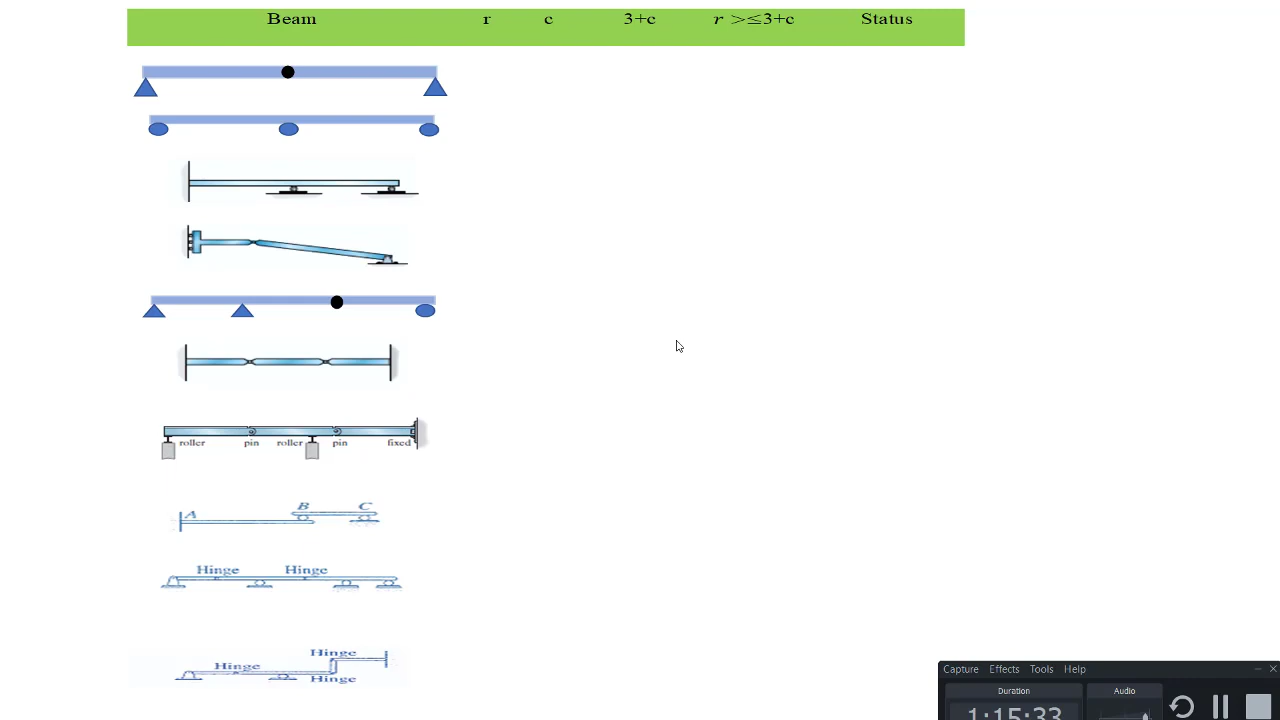 Beam r c 3+c r >≤3+c Status
roller pin roller pin fixed
A B C
Hinge Hinge
Hinge
Hinge
Hinge
Capture Effects Tools Help
Duration Audio
1:15:33